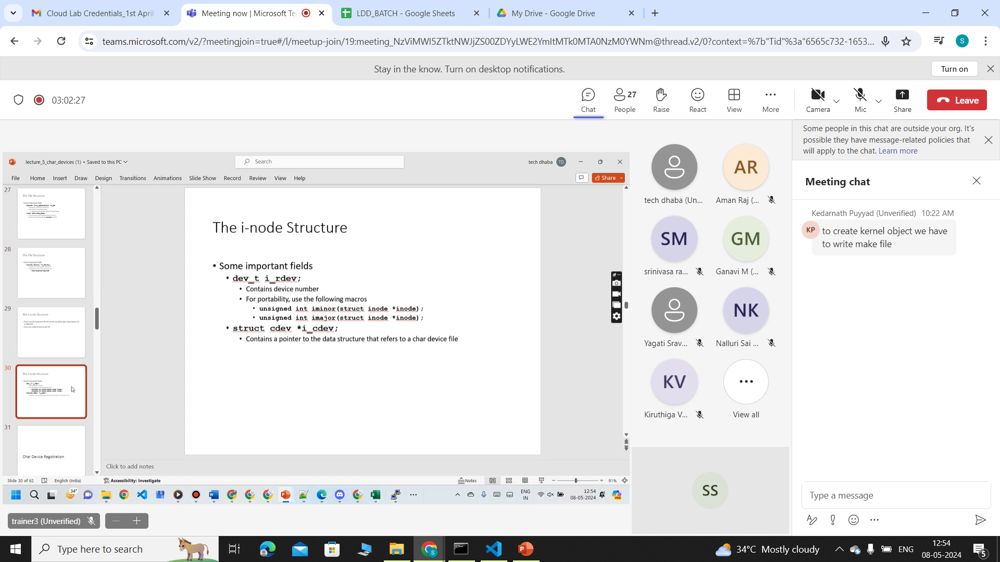 Cloud Lab Credentials_1st April
Meeting now | Microsoft Te
LDD_BATCH - Google Sheets
My Drive - Google Drive
teams.microsoft.com/v2/?meetingjoin=true#/l/meetup-join/19:meeting_NzViMWI5ZTktNWJjZS00ZDYyLWE2YmItMTk0MTA0NzM0YWNm@thread.v2/0?context=%7b"Tid"%3a"6565c732-1653...
S
Stay in the know. Turn on desktop notifications.
Turn on
03:02:27
Chat
27
People
Raise
React
View
More
Camera
Mic
Share
Leave
lecture_5_char_devices (1) • Saved to this PC
Search
tech dhaba
TD
File
Home
Insert
Draw
Design
Transitions
Animations
Slide Show
Record
Review
View
Help
Share
27
The File Structure
28
The File Structure
29
The i-node Structure
30
The i-node Structure
31
Char Device Registration
The i-node Structure
• Some important fields
• dev_t i_rdev;
• Contains device number
• For portability, use the following macros
• unsigned int iminor(struct inode *inode);
• unsigned int imajor(struct inode *inode);
• struct cdev *i_cdev;
• Contains a pointer to the data structure that refers to a char device file
Click to add notes
Slide 30 of 62
English (India)
Accessibility: Investigate
Notes
91%
34°
ENG
IN
12:54
08-05-2024
trainer3 (Unverified)
tech dhaba (Un...
AR
Aman Raj (...
SM
srinivasa ra...
GM
Ganavi M (...
Yagati Srav...
NK
Nalluri Sai ...
KV
Kiruthiga V...
View all
SS
Some people in this chat are outside your org. It's
possible they have message-related policies that
will apply to the chat. Learn more
Meeting chat
Kedarnath Puyyad (Unverified) 10:22 AM
KP
to create kernel object we have
to write make file
Type a message
Type here to search
34°C Mostly cloudy
ENG
12:54
08-05-2024
5